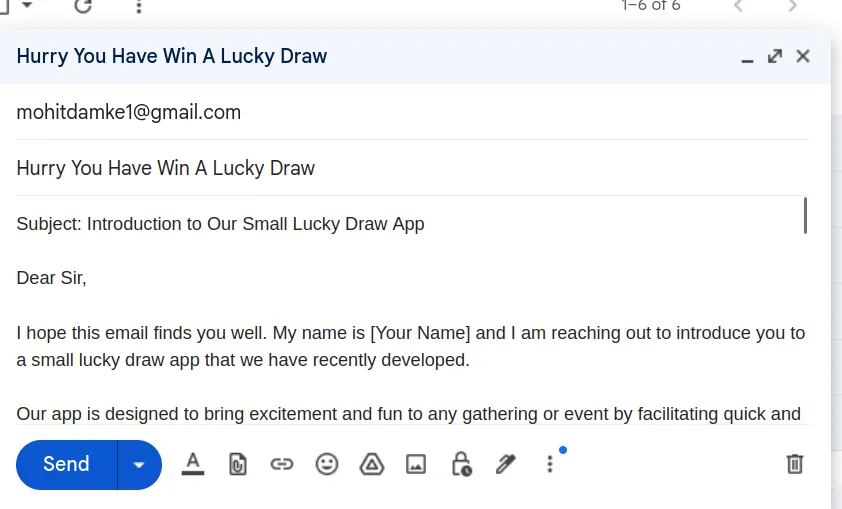 1–6 of 6
Hurry You Have Win A Lucky Draw
mohitdamke1@gmail.com
Hurry You Have Win A Lucky Draw
Subject: Introduction to Our Small Lucky Draw App
Dear Sir,
I hope this email finds you well. My name is [Your Name] and I am reaching out to introduce you to
a small lucky draw app that we have recently developed.
Our app is designed to bring excitement and fun to any gathering or event by facilitating quick and
Send